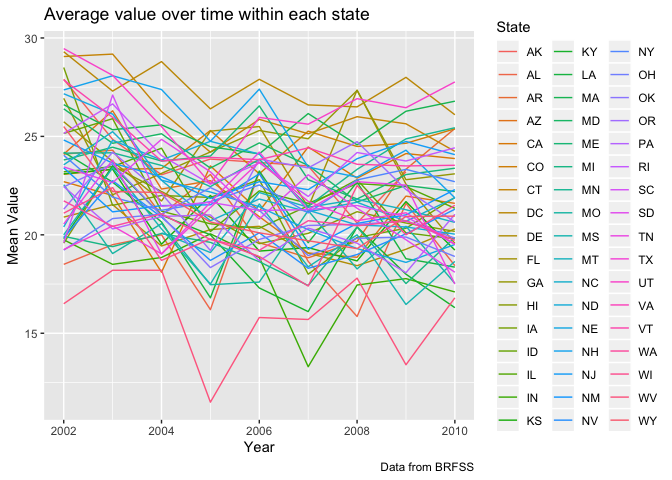 Average value over time within each state
Mean Value
30
25
20
15
2002 2004 2006 2008 2010
Year
State
AK KY NY
AL LA OH
AR MA OK
AZ MD OR
CA ME PA
CO MI RI
CT MN SC
DC MO SD
DE MS TN
FL MT TX
GA NC UT
HI ND VA
IA NE VT
ID NH WA
IL NJ WI
IN NM WV
KS NV WY
Data from BRFSS